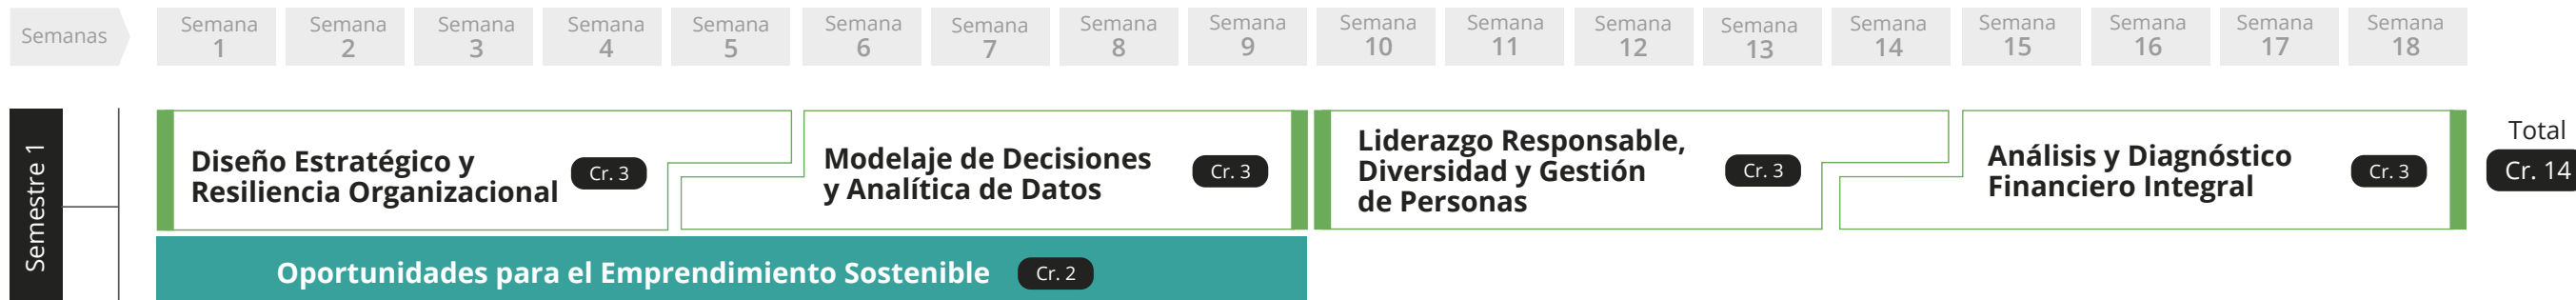 Semanas
Semana
1
Semana
2
Semana
3
Semana
4
Semana
5
Semana
6
Semana
7
Semana
8
Semana
9
Semana
10
Semana
11
Semana
12
Semana
13
Semana
14
Semana
15
Semana
16
Semana
17
Semana
18
Semestre 1
Diseño Estratégico y
Resiliencia Organizacional
Cr. 3
Modelaje de Decisiones
y Analítica de Datos
Cr. 3
Liderazgo Responsable,
Diversidad y Gestión
de Personas
Cr. 3
Análisis y Diagnóstico
Financiero Integral
Cr. 3
Total
Cr. 14
Oportunidades para el Emprendimiento Sostenible
Cr. 2